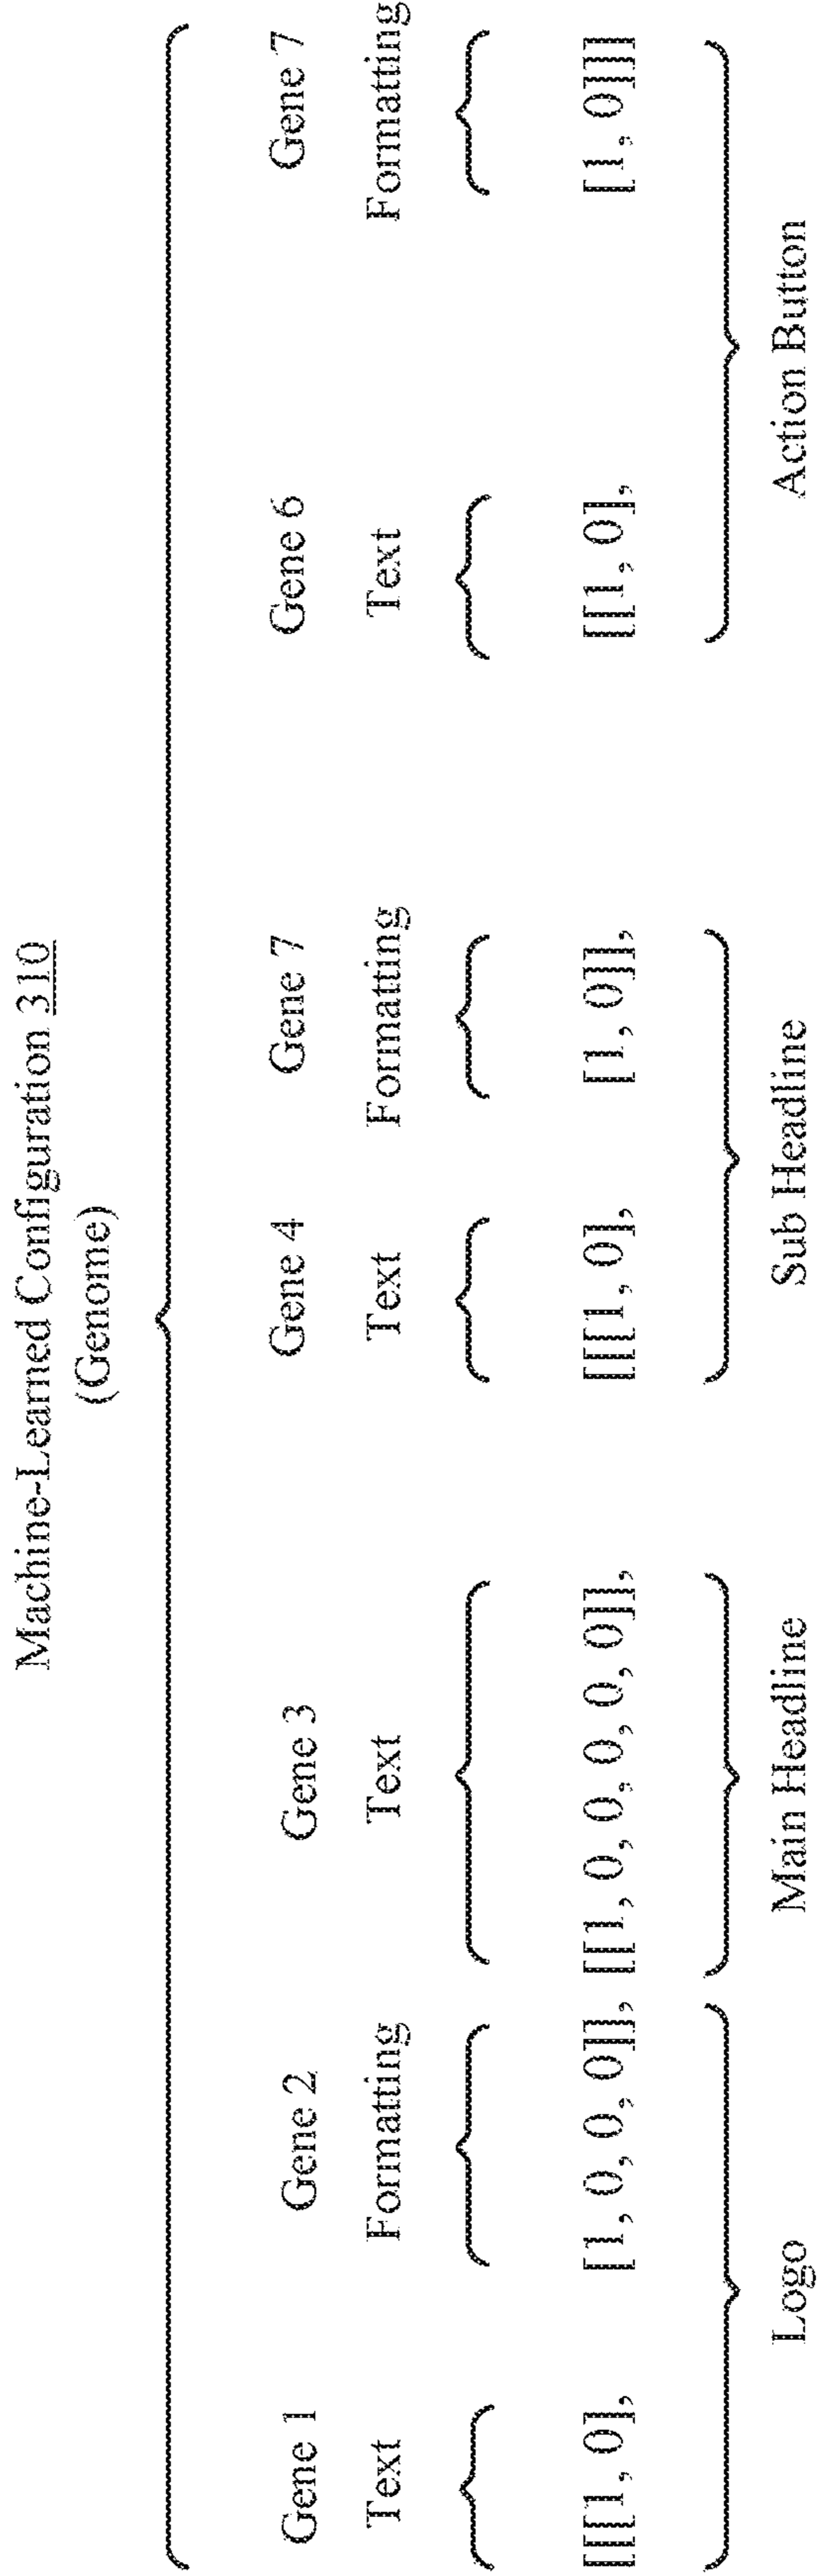 Machine-Learned Configuration 310
(Genome)
Gene 1 Gene 2 Gene 3 Gene 4 Gene 7 Gene 6 Gene 7
Text Formatting Text Text Formatting Text Formatting
[[[1, 0], [1, 0, 0, 0]], [[1, 0, 0, 0, 0, 0]], [[[1, 0], [1, 0]], [[1, 0], [1, 0]]]
Logo Main Headline Sub Headline Action Button